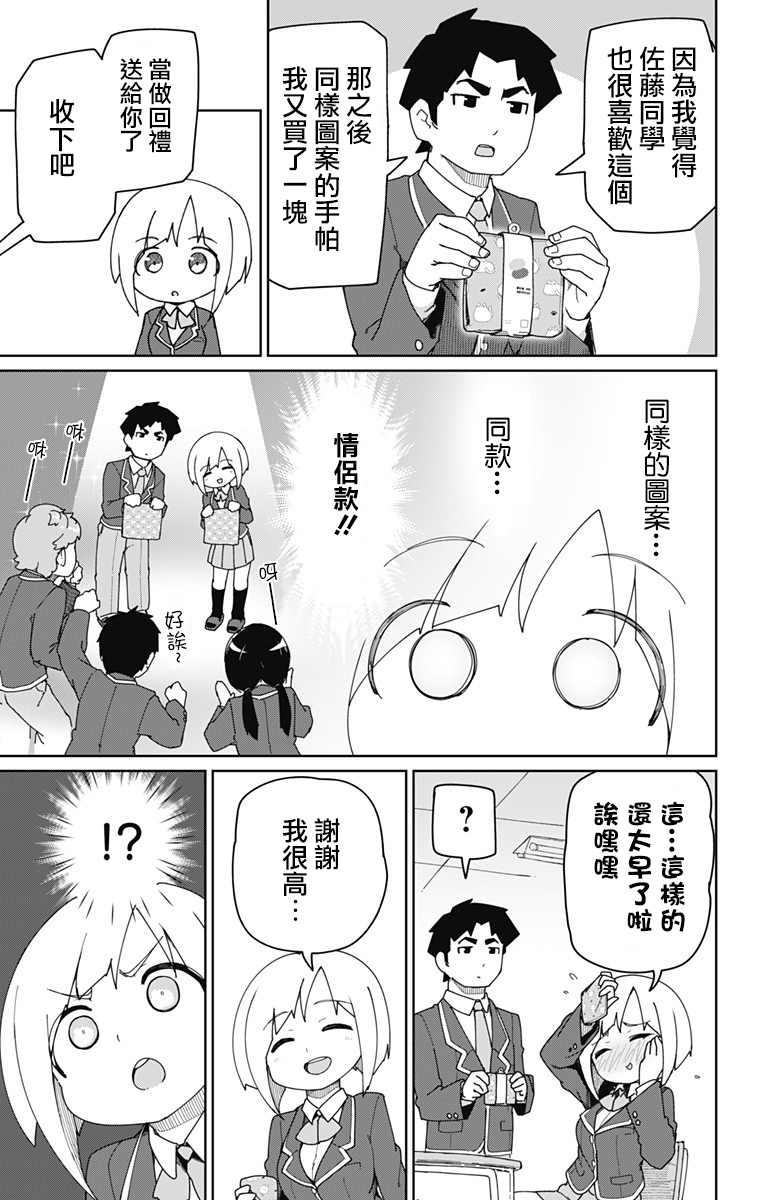 因為我覺得
佐藤同學
也很喜歡這個
那之後
同樣圖案的手帕
我又買了一塊
當做回禮
送給你了
收下吧
同樣的圖案…
同款…
情侶款!!
呀
呀
呀
好誒~
這…這樣的
還太早了啦
誒嘿嘿
?
謝謝
我很高…
!?